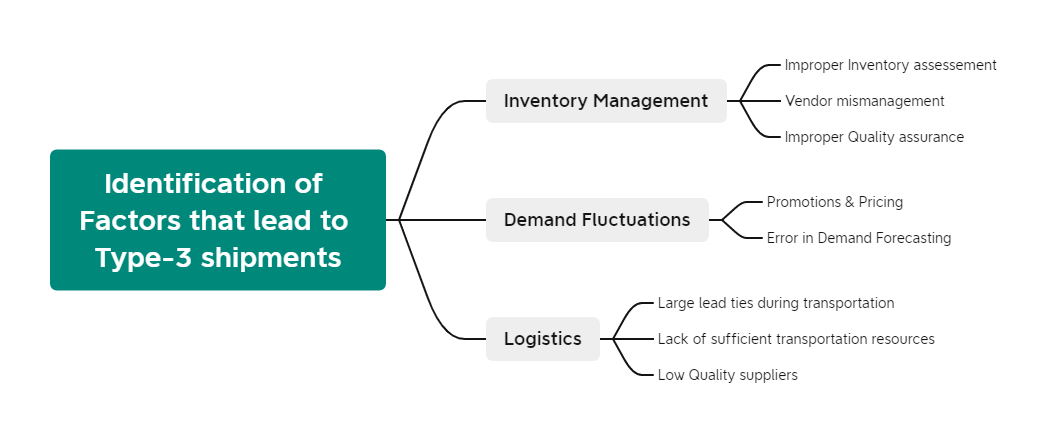 Identification of
Factors that lead to
Type-3 shipments
Inventory Management
Improper Inventory assessement
Vendor mismanagement
Improper Quality assurance
Demand Fluctuations
Promotions & Pricing
Error in Demand Forecasting
Logistics
Large lead ties during transportation
Lack of sufficient transportation resources
Low Quality suppliers